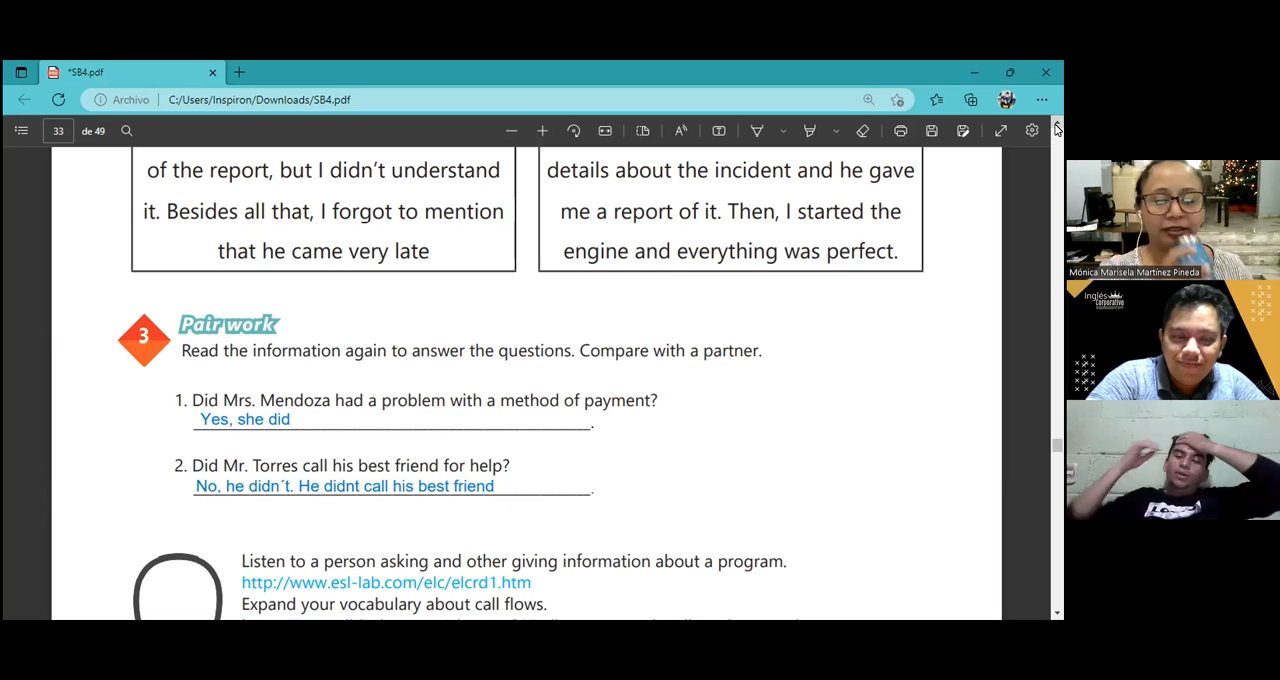 *SB4.pdf
Archivo
C:/Users/Inspiron/Downloads/SB4.pdf
33
de 49
of the report, but I didn't understand
it. Besides all that, I forgot to mention
that he came very late
details about the incident and he gave
me a report of it. Then, I started the
engine and everything was perfect.
3
Pair work
Read the information again to answer the questions. Compare with a partner.
1. Did Mrs. Mendoza had a problem with a method of payment?
Yes, she did
2. Did Mr. Torres call his best friend for help?
No, he didn´t. He didnt call his best friend
Listen to a person asking and other giving information about a program.
http://www.esl-lab.com/elc/elcrd1.htm
Expand your vocabulary about call flows.
Mónica Marisela Martínez Pineda
Inglés
Corporativo